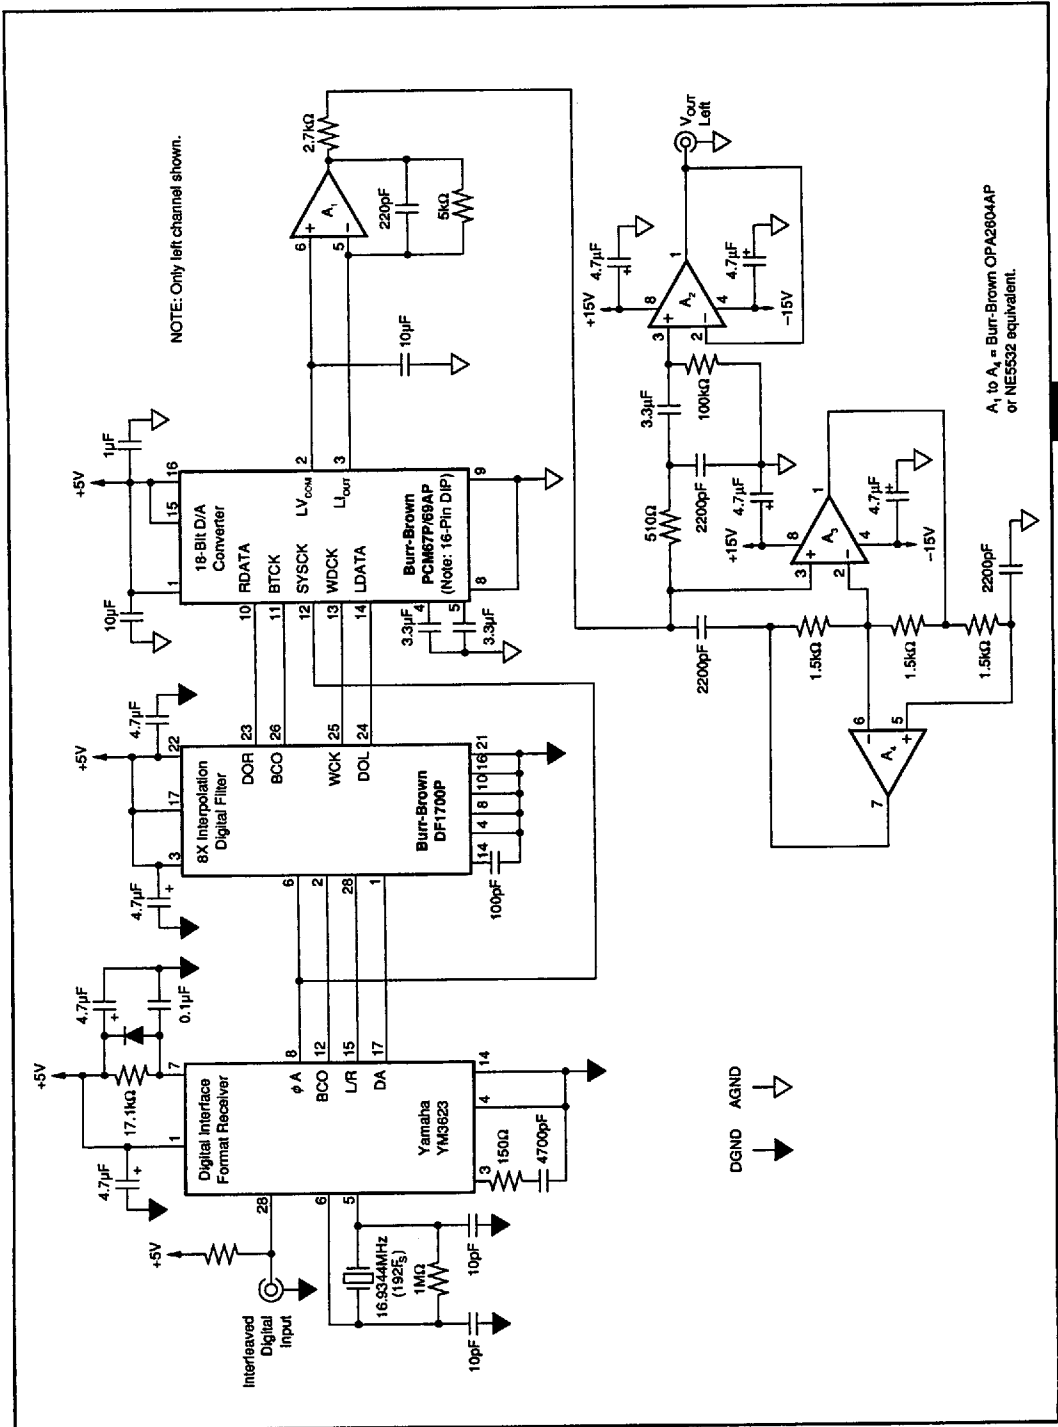 NOTE: Only left channel shown.
+5V
4.7µF
+
17.1kΩ
4.7µF
+
0.1µF
1
7
Digital Interface
Format Receiver
Yamaha
YM3623
28
6
5
+5V
Interleaved
Digital
Input
16.9344MHz
(192Fs)
1MΩ
10pF
10pF
3
4
14
150Ω
4700pF
ϕ A
8
BCO
12
L/R
15
DA
17
+5V
4.7µF
+
4.7µF
3
17
22
8X Interpolation
Digital Filter
Burr-Brown
DF1700P
6
2
28
1
DOR
23
BCO
26
WCK
25
DOL
24
14
4
8
10
16
21
100pF
+5V
10µF
1µF
1
15
16
18-Bit D/A
Converter
RDATA
10
BTCK
11
SYSCK
12
WDCK
13
LDATA
14
LVCOM
2
LIOUT
3
Burr-Brown
PCM67P/69AP
(Note: 16-Pin DIP)
4
5
8
9
3.3µF
3.3µF
10µF
6
+
5
–
A1
220pF
5kΩ
2.7kΩ
510Ω
2200pF
3.3µF
100kΩ
+15V
4.7µF
+
8
3
+
2
–
A2
1
4
4.7µF
+
–15V
VOUT
Left
2200pF
+15V
4.7µF
+
8
3
+
2
–
A3
1
4
4.7µF
+
–15V
1.5kΩ
1.5kΩ
1.5kΩ
2200pF
6
–
5
+
A4
7
A1 to A4 = Burr-Brown OPA2604AP
or NE5532 equivalent.
DGND
AGND